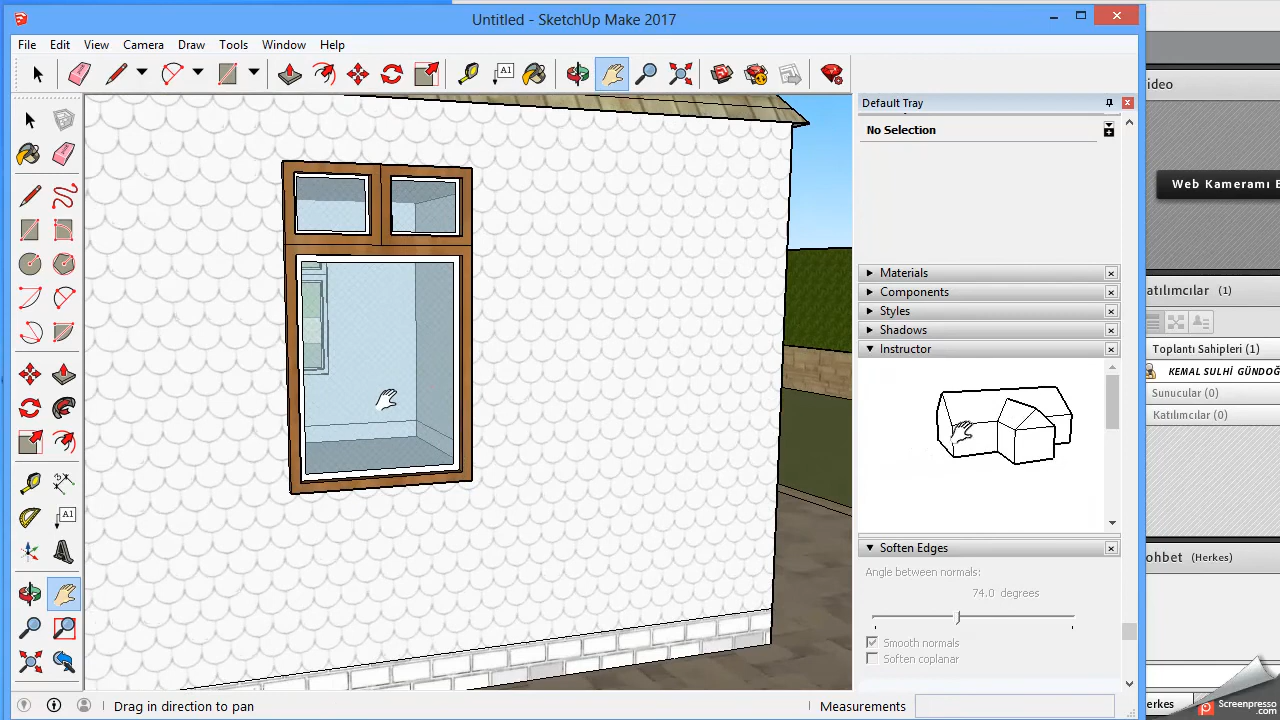 Untitled - SketchUp Make 2017
File Edit View Camera Draw Tools Window Help
A1
Default Tray
No Selection
Materials
Components
Styles
Shadows
Instructor
Soften Edges
Angle between normals:
74.0 degrees
Smooth normals
Soften coplanar
A1
Drag in direction to pan
Measurements
ideo
Web Kameramı E
atılımcılar (1)
Toplantı Sahipleri (1)
KEMAL SULHİ GÜNDOĞ
Sunucular (0)
Katılımcılar (0)
ohbet (Herkes)
erkes
Screenpresso
.com